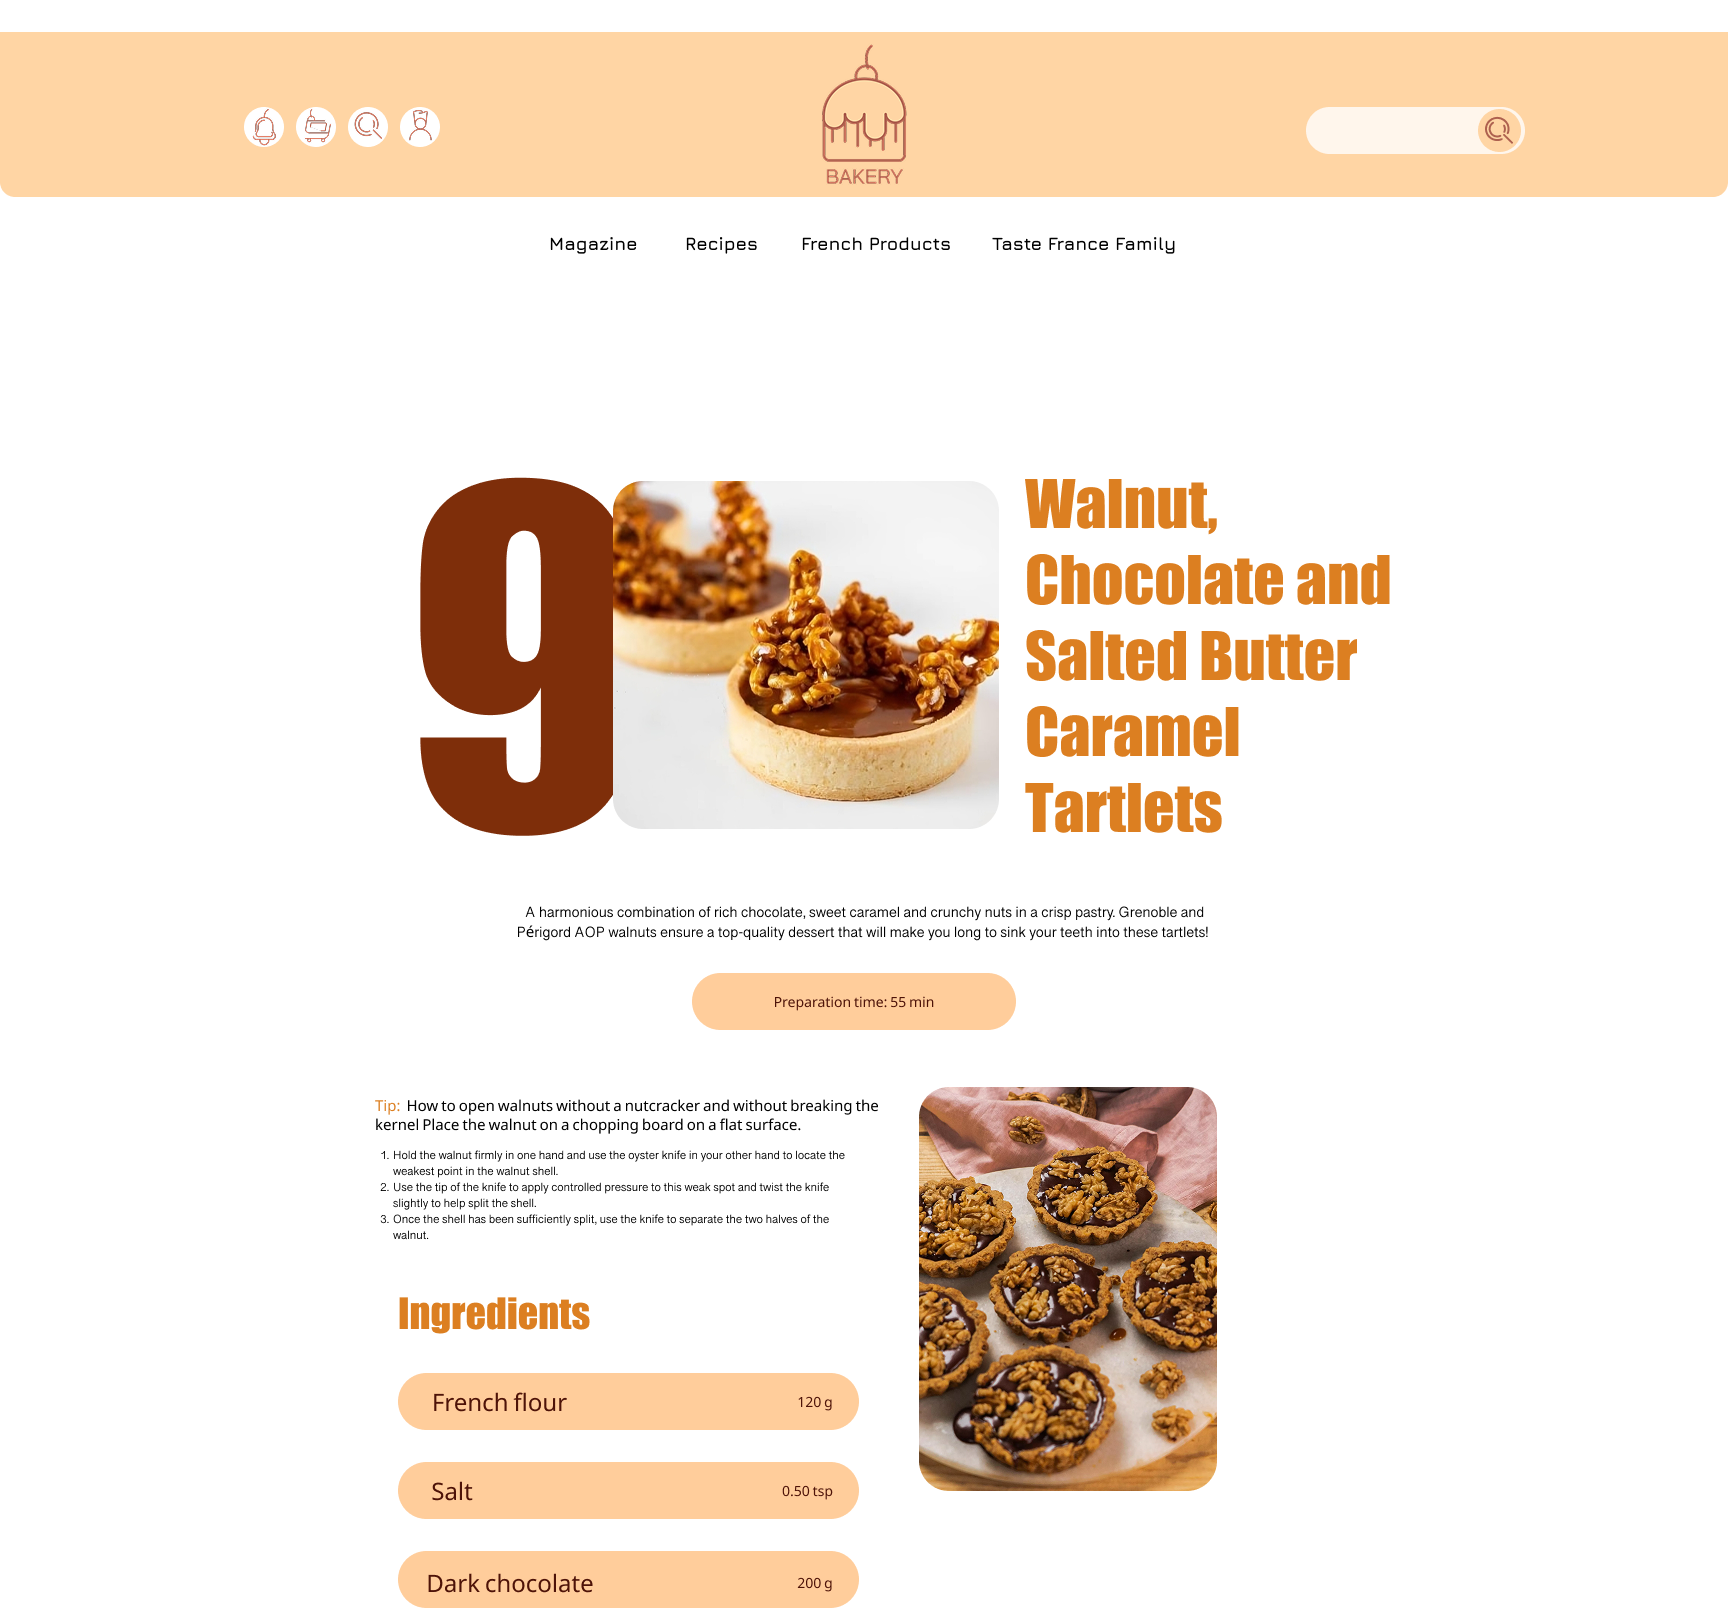 BAKERY
Magazine
Recipes
French Products
Taste France Family
9
Walnut,
Chocolate and
Salted Butter
Caramel
Tartlets
A harmonious combination of rich chocolate, sweet caramel and crunchy nuts in a crisp pastry. Grenoble and
Périgord AOP walnuts ensure a top-quality dessert that will make you long to sink your teeth into these tartlets!
Preparation time: 55 min
Tip: How to open walnuts without a nutcracker and without breaking the
kernel Place the walnut on a chopping board on a flat surface.
1. Hold the walnut firmly in one hand and use the oyster knife in your other hand to locate the
weakest point in the walnut shell.
2. Use the tip of the knife to apply controlled pressure to this weak spot and twist the knife
slightly to help split the shell.
3. Once the shell has been sufficiently split, use the knife to separate the two halves of the
walnut.
Ingredients
French flour 120 g
Salt 0.50 tsp
Dark chocolate 200 g